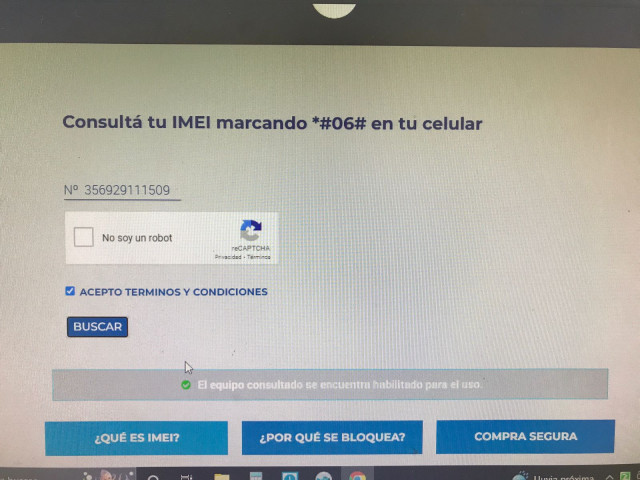 Consultá tu IMEI marcando *#06# en tu celular
Nº 356929111509
No soy un robot
reCAPTCHA
Privacidad - Términos
ACEPTO TERMINOS Y CONDICIONES
BUSCAR
El equipo consultado se encuentra habilitado para el uso.
¿QUÉ ES IMEI?
¿POR QUÉ SE BLOQUEA?
COMPRA SEGURA
Lluvia próxima